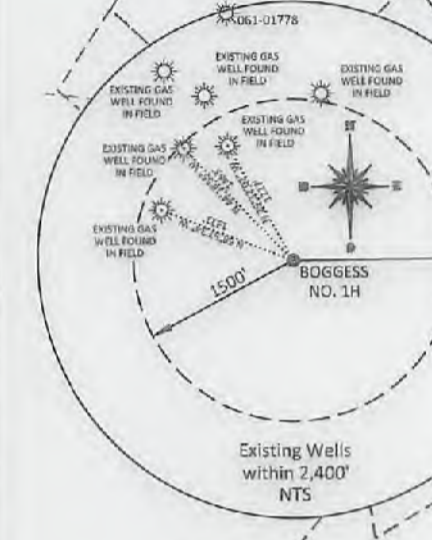 061-01778
EXISTING GAS
WELL FOUND
IN FIELD
EXISTING GAS
WELL FOUND
IN FIELD
EXISTING GAS
WELL FOUND
IN FIELD
EXISTING GAS
WELL FOUND
IN FIELD
EXISTING GAS
WELL FOUND
IN FIELD
EXISTING GAS
WELL FOUND
IN FIELD
BOGGESS
NO. 1H
1500'
Existing Wells
within 2,400'
NTS